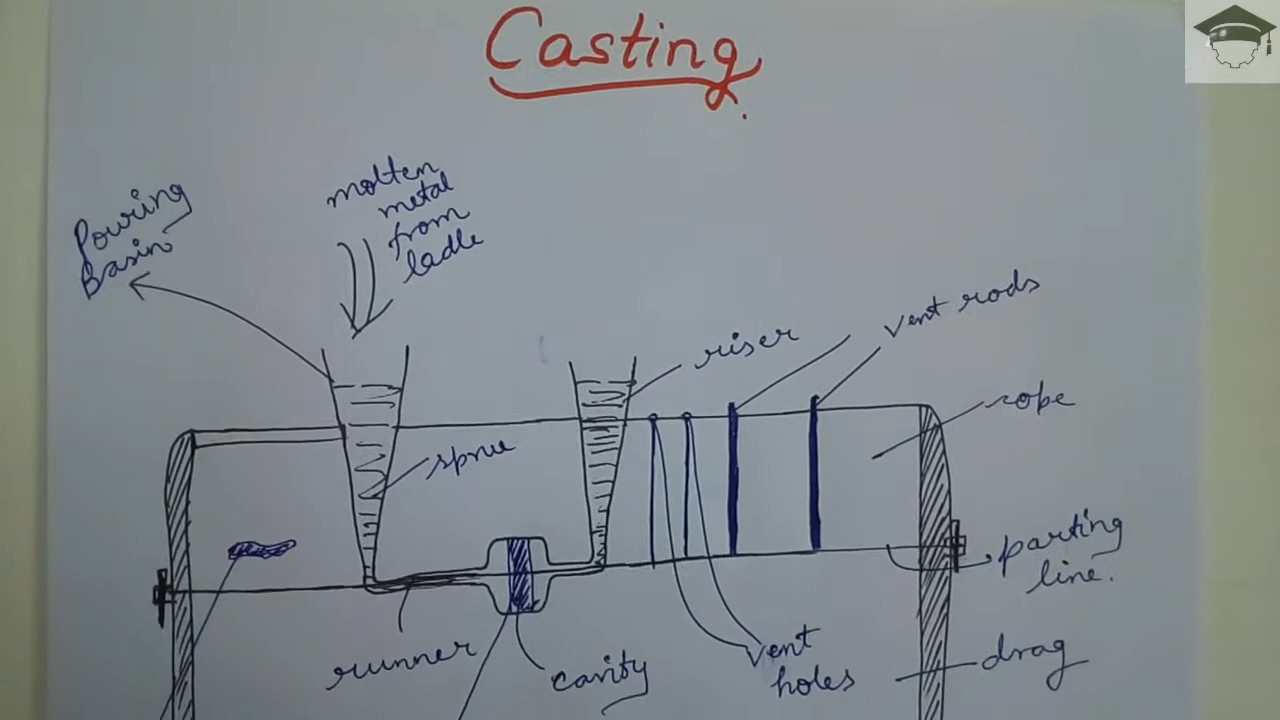 Casting
Pouring
Basin
molten
metal
from
ladle
riser
vent rods
rope
sprue
parting
line.
runner
cavity
vent
holes
drag